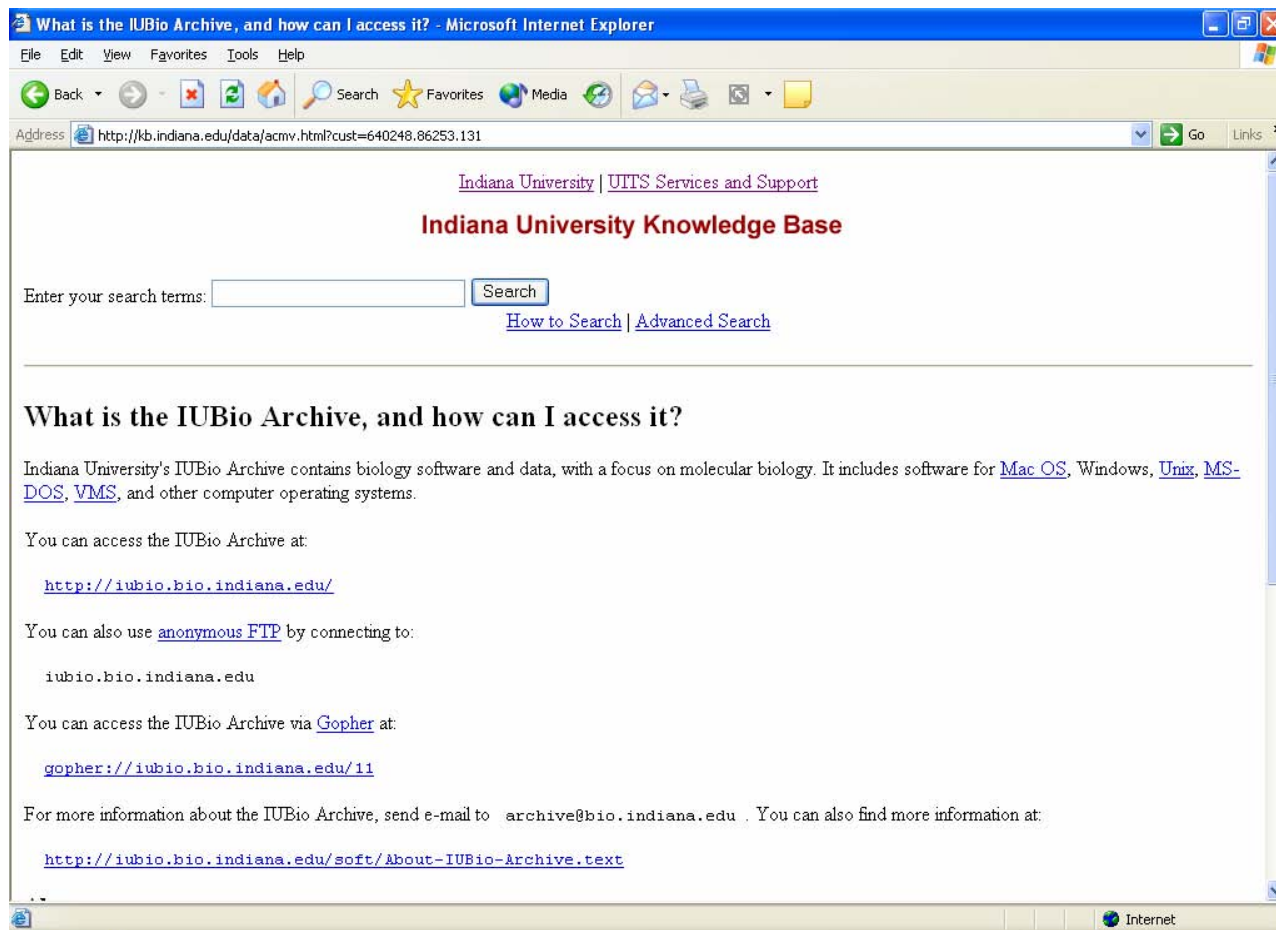 What is the IUBio Archive, and how can I access it? - Microsoft Internet Explorer
File Edit View Favorites Tools Help
Back Search Favorites Media
Address http://kb.indiana.edu/data/acmv.html?cust=640248.86253.131 Go Links
Indiana University | UITS Services and Support
Indiana University Knowledge Base
Enter your search terms: Search
How to Search | Advanced Search
What is the IUBio Archive, and how can I access it?
Indiana University's IUBio Archive contains biology software and data, with a focus on molecular biology. It includes software for Mac OS, Windows, Unix, MS-
DOS, VMS, and other computer operating systems.
You can access the IUBio Archive at:
http://iubio.bio.indiana.edu/
You can also use anonymous FTP by connecting to:
iubio.bio.indiana.edu
You can access the IUBio Archive via Gopher at:
gopher://iubio.bio.indiana.edu/11
For more information about the IUBio Archive, send e-mail to archive@bio.indiana.edu . You can also find more information at:
http://iubio.bio.indiana.edu/soft/About-IUBio-Archive.text
Internet